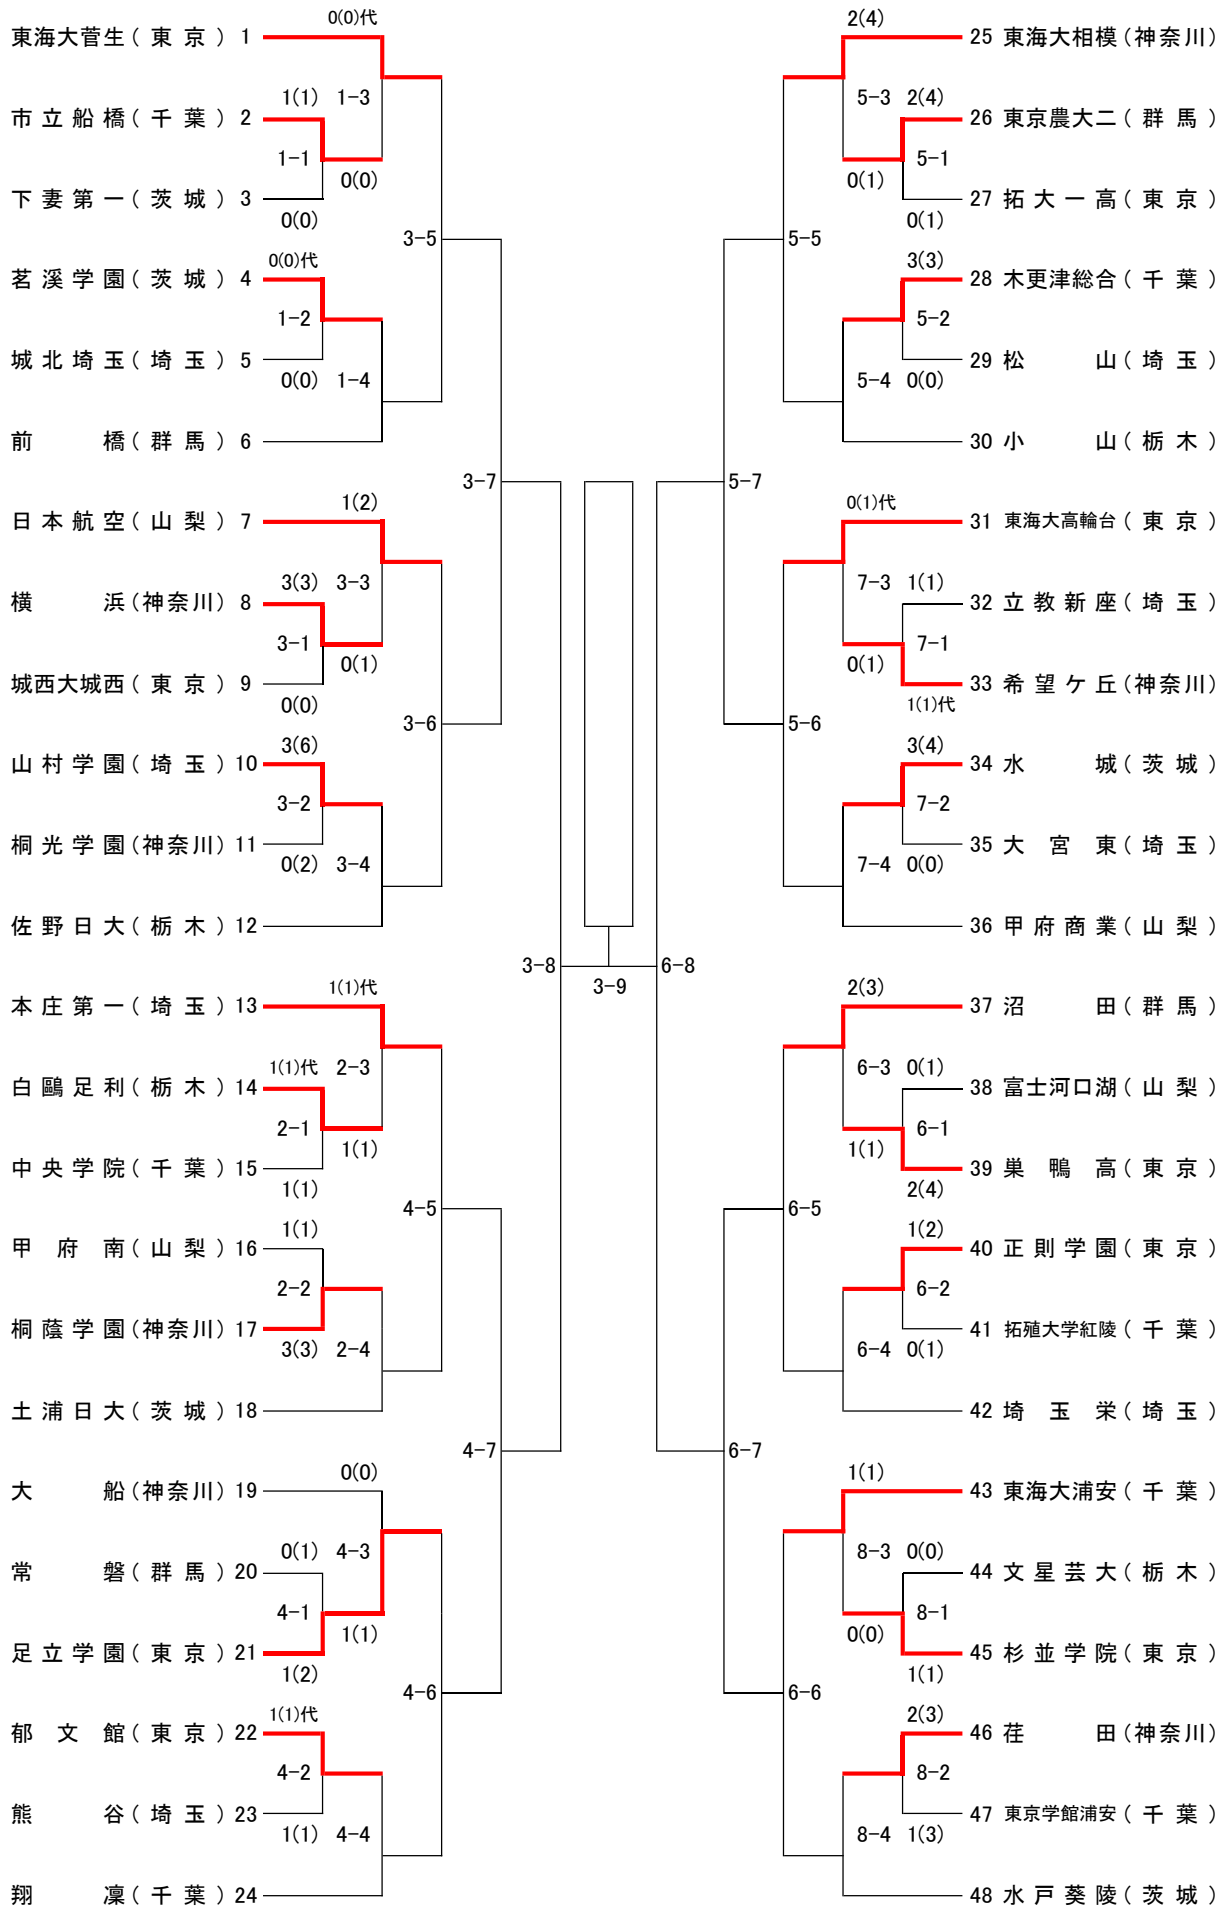 0(0)代
東海大菅生(東京) 1
1(1) 1-3
市立船橋(千葉) 2
1-1
0(0)
下妻第一(茨城) 3
0(0)
3-5
0(0)代
茗溪学園(茨城) 4
1-2
城北埼玉(埼玉) 5
0(0) 1-4
前橋(群馬) 6
3-7
1(2)
日本航空(山梨) 7
3(3) 3-3
横浜(神奈川) 8
3-1
0(1)
城西大城西(東京) 9
0(0)
3-6
3(6)
山村学園(埼玉) 10
3-2
桐光学園(神奈川) 11
0(2) 3-4
佐野日大(栃木) 12
3-8
3-9
6-8
1(1)代
本庄第一(埼玉) 13
1(1)代 2-3
白鷗足利(栃木) 14
2-1
1(1)
中央学院(千葉) 15
1(1)
4-5
1(1)
甲府南(山梨) 16
2-2
桐蔭学園(神奈川) 17
3(3) 2-4
土浦日大(茨城) 18
4-7
0(0)
大船(神奈川) 19
0(1) 4-3
常磐(群馬) 20
4-1
1(1)
足立学園(東京) 21
1(2)
4-6
1(1)代
郁文館(東京) 22
4-2
熊谷(埼玉) 23
1(1) 4-4
翔凜(千葉) 24
2(4)
25 東海大相模(神奈川)
5-3 2(4)
26 東京農大二(群馬)
5-1
0(1)
27 拓大一高(東京)
0(1)
5-5
3(3)
28 木更津総合(千葉)
5-2
29 松山(埼玉)
5-4 0(0)
30 小山(栃木)
5-7
0(1)代
31 東海大高輪台(東京)
7-3 1(1)
32 立教新座(埼玉)
7-1
0(1)
33 希望ケ丘(神奈川)
1(1)代
5-6
3(4)
34 水城(茨城)
7-2
35 大宮東(埼玉)
7-4 0(0)
36 甲府商業(山梨)
2(3)
37 沼田(群馬)
6-3 0(1)
38 富士河口湖(山梨)
6-1
1(1)
39 巣鴨高(東京)
2(4)
6-5
1(2)
40 正則学園(東京)
6-2
41 拓殖大学紅陵(千葉)
6-4 0(1)
42 埼玉栄(埼玉)
6-7
1(1)
43 東海大浦安(千葉)
8-3 0(0)
44 文星芸大(栃木)
8-1
0(0)
45 杉並学院(東京)
1(1)
6-6
2(3)
46 荏田(神奈川)
8-2
47 東京学館浦安(千葉)
8-4 1(3)
48 水戸葵陵(茨城)